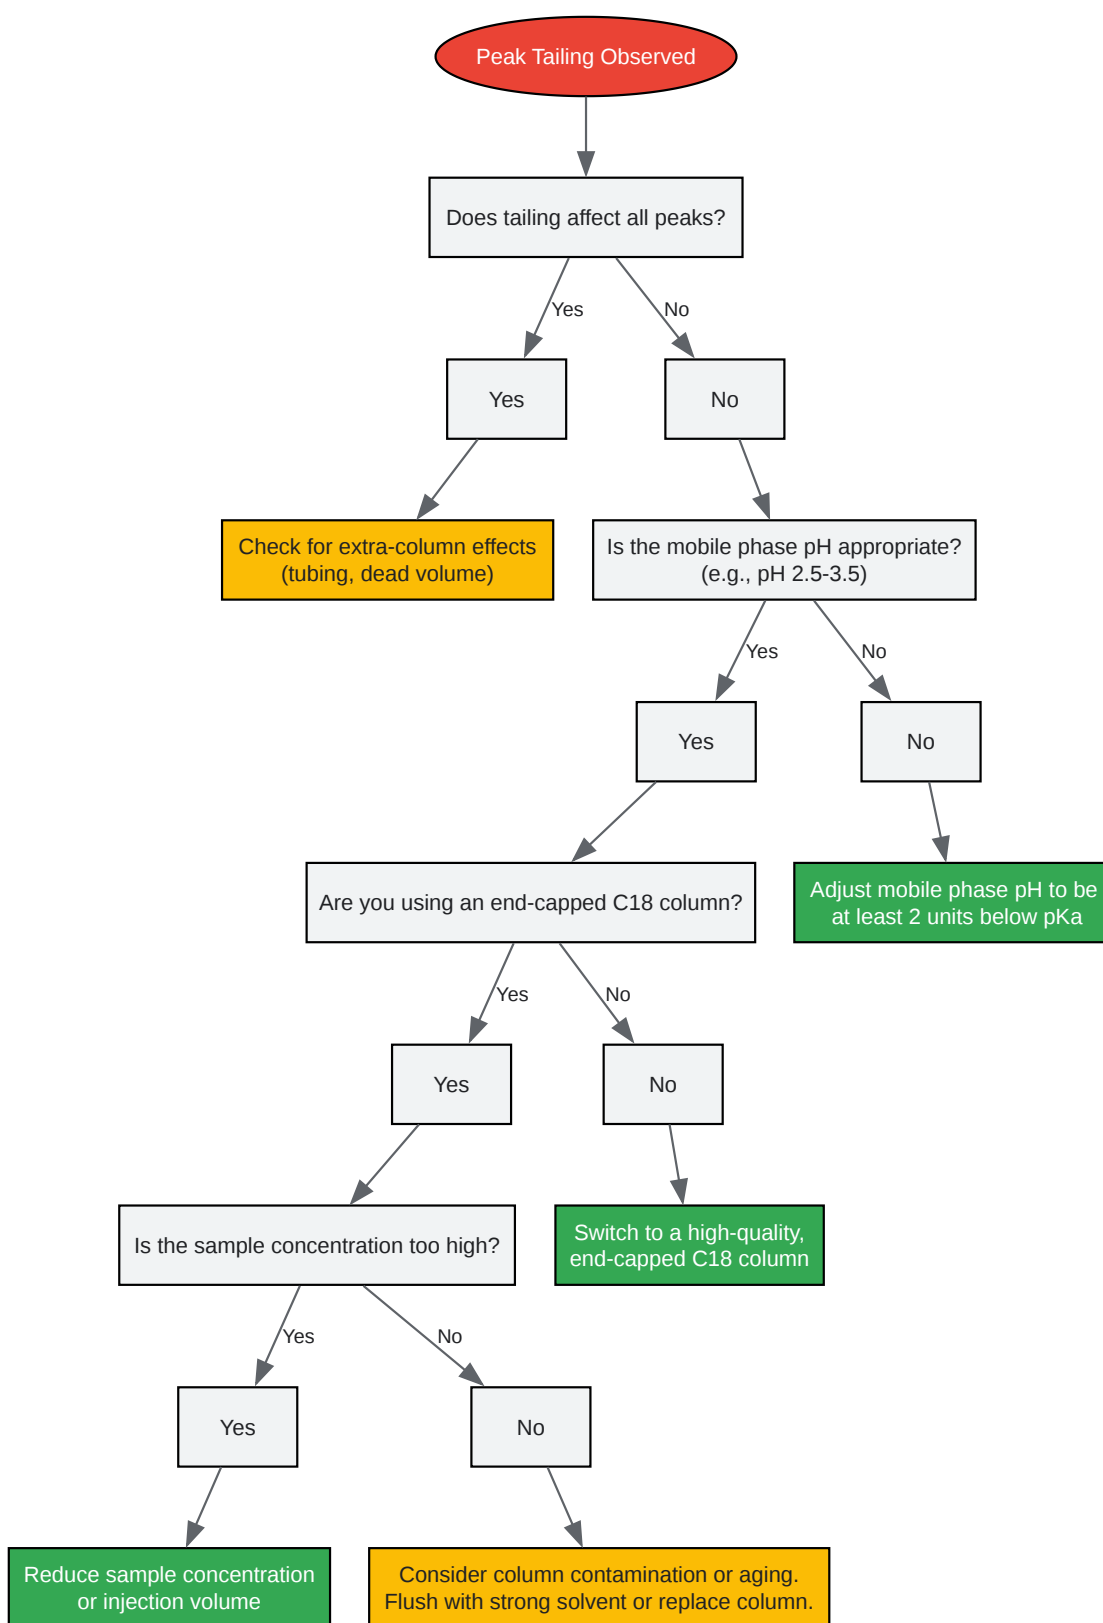 Peak Tailing Observed
Does tailing affect all peaks?
Yes
No
Yes
No
Check for extra-column effects
(tubing, dead volume)
Is the mobile phase pH appropriate?
(e.g., pH 2.5-3.5)
Yes
No
Yes
No
Are you using an end-capped C18 column?
Adjust mobile phase pH to be
at least 2 units below pKa
Yes
No
Yes
No
Is the sample concentration too high?
Switch to a high-quality,
end-capped C18 column
Yes
No
Yes
No
Reduce sample concentration
or injection volume
Consider column contamination or aging.
Flush with strong solvent or replace column.